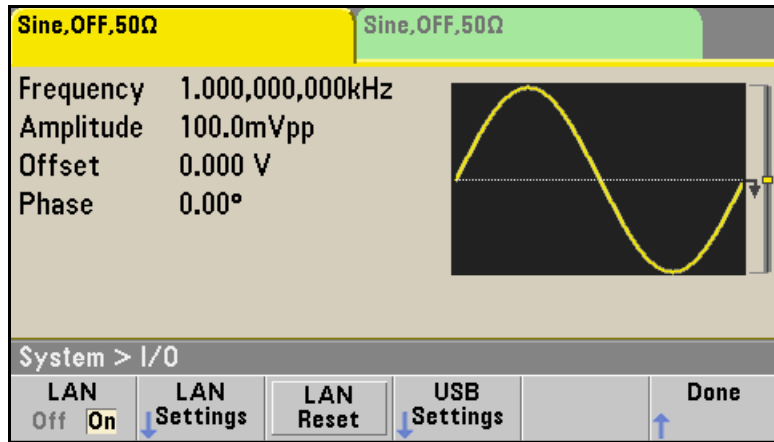 Sine,OFF,50Ω
Sine,OFF,50Ω
Frequency 1.000,000,000kHz
Amplitude 100.0mVpp
Offset 0.000 V
Phase 0.00°
System > I/O
LAN
Off On
LAN
Settings
LAN
Reset
USB
Settings
Done